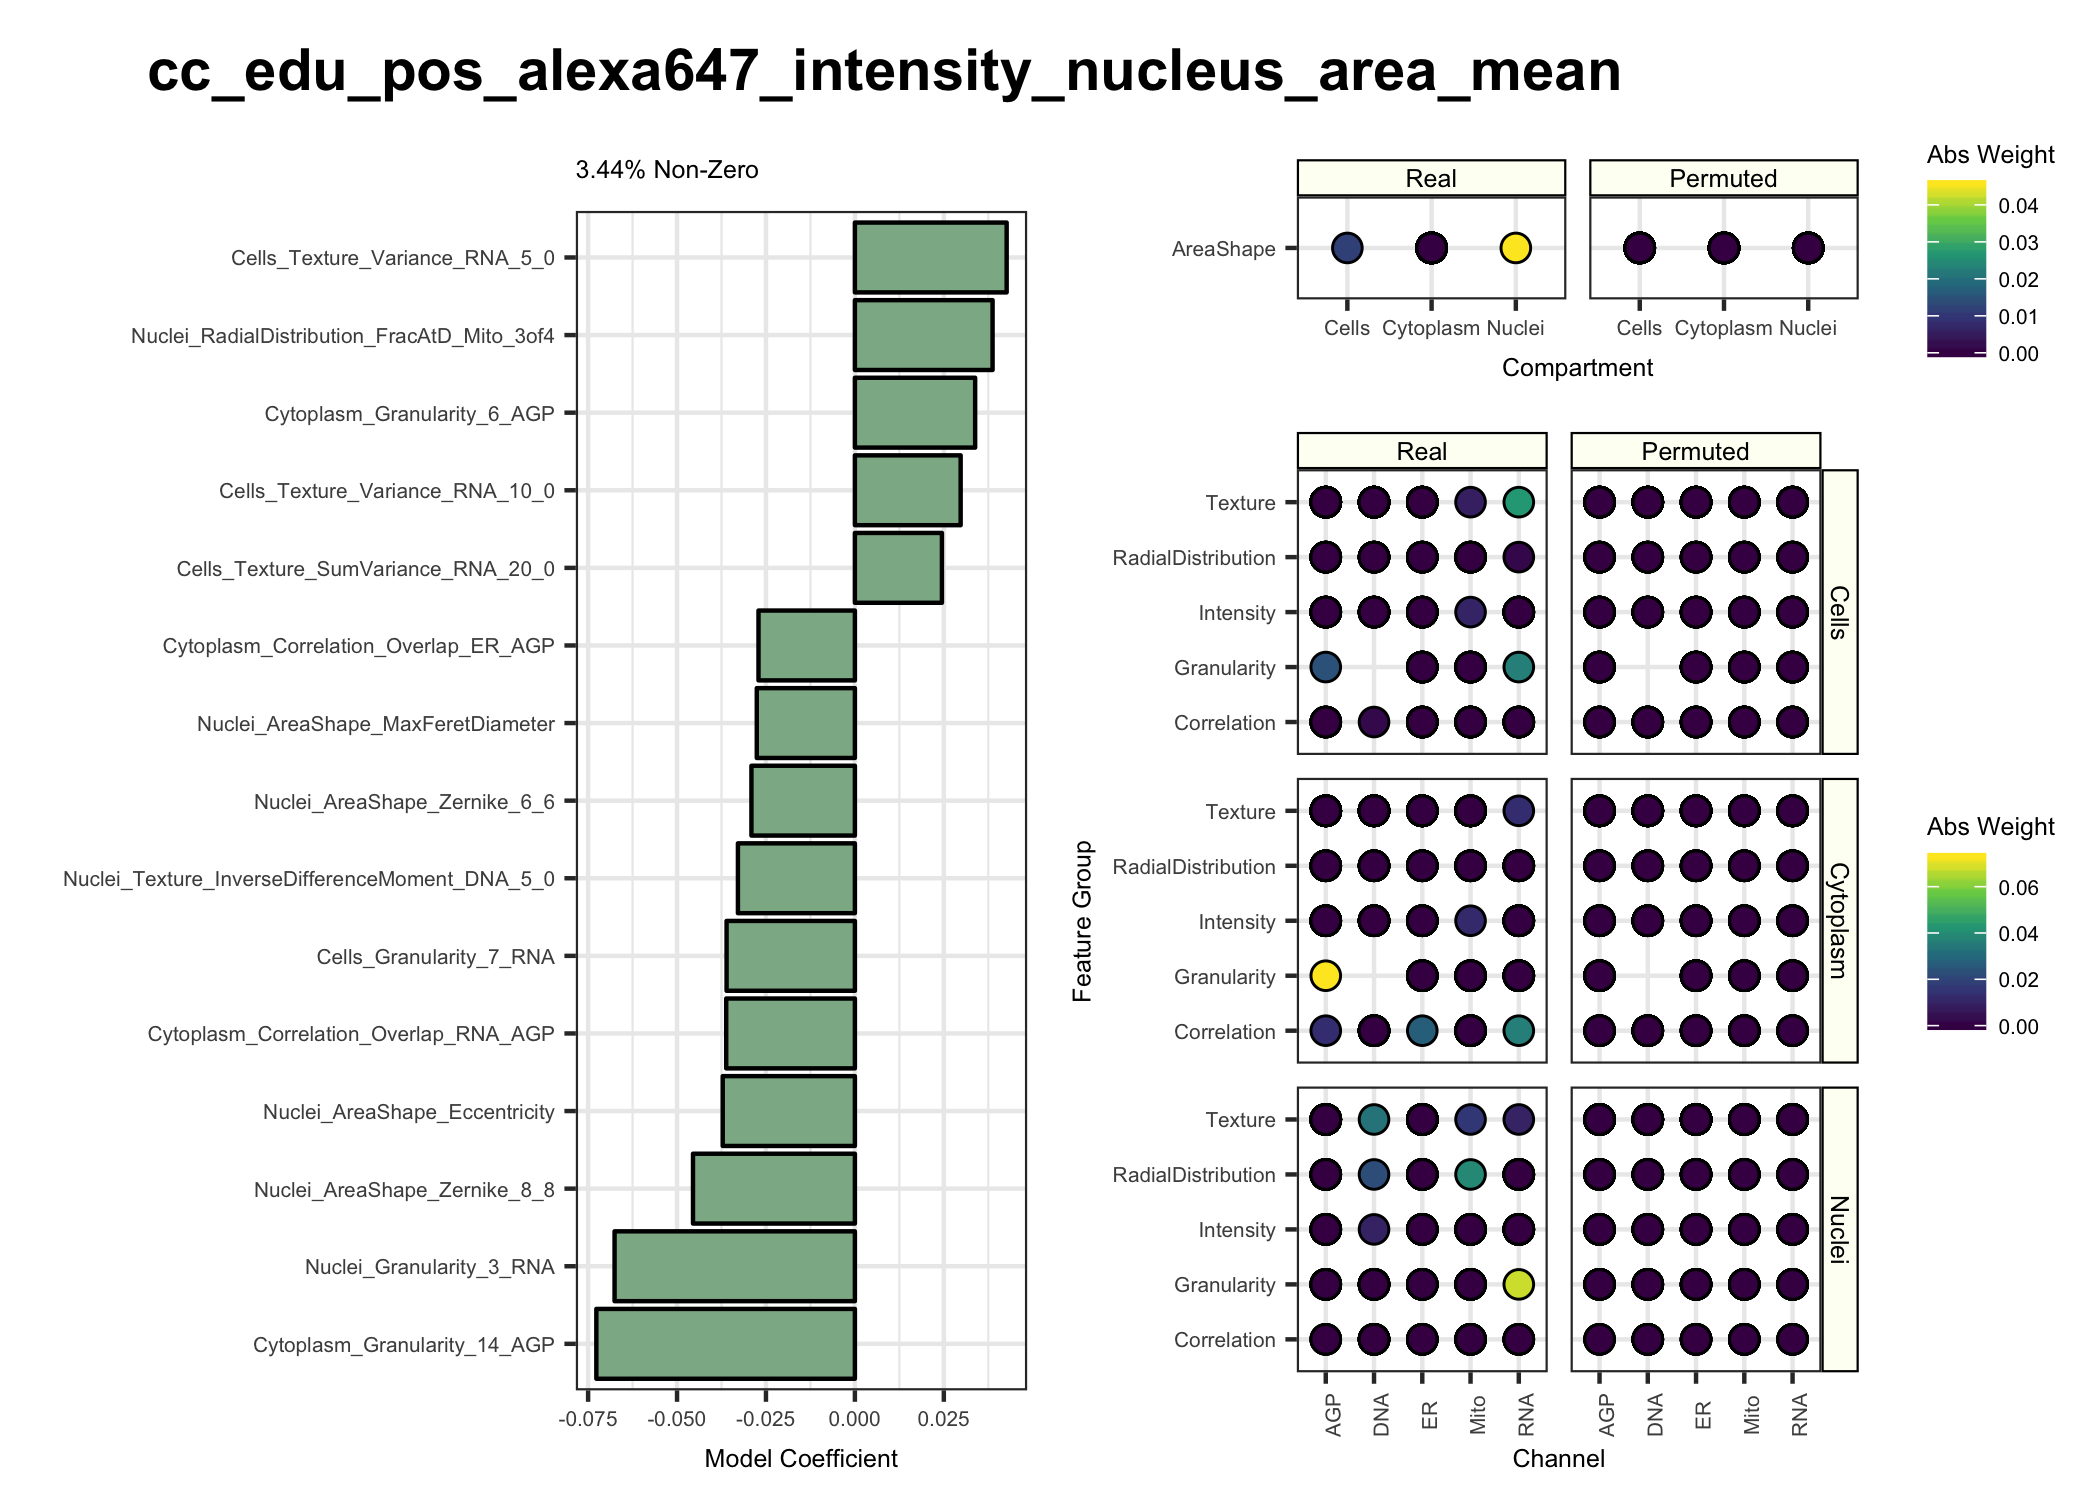 cc_edu_pos_alexa647_intensity_nucleus_area_mean
3.44% Non-Zero
Cells_Texture_Variance_RNA_5_0
Nuclei_RadialDistribution_FracAtD_Mito_3of4
Cytoplasm_Granularity_6_AGP
Cells_Texture_Variance_RNA_10_0
Cells_Texture_SumVariance_RNA_20_0
Cytoplasm_Correlation_Overlap_ER_AGP
Nuclei_AreaShape_MaxFeretDiameter
Nuclei_AreaShape_Zernike_6_6
Nuclei_Texture_InverseDifferenceMoment_DNA_5_0
Cells_Granularity_7_RNA
Cytoplasm_Correlation_Overlap_RNA_AGP
Nuclei_AreaShape_Eccentricity
Nuclei_AreaShape_Zernike_8_8
Nuclei_Granularity_3_RNA
Cytoplasm_Granularity_14_AGP
-0.075 -0.050 -0.025 0.000 0.025
Model Coefficient
Real Permuted
AreaShape
Cells Cytoplasm Nuclei Cells Cytoplasm Nuclei
Compartment
Abs Weight
0.04
0.03
0.02
0.01
0.00
Feature Group
Real Permuted
Texture
RadialDistribution
Intensity
Granularity
Correlation
Cells
Texture
RadialDistribution
Intensity
Granularity
Correlation
Cytoplasm
Texture
RadialDistribution
Intensity
Granularity
Correlation
Nuclei
AGP DNA ER Mito RNA AGP DNA ER Mito RNA
Channel
Abs Weight
0.06
0.04
0.02
0.00